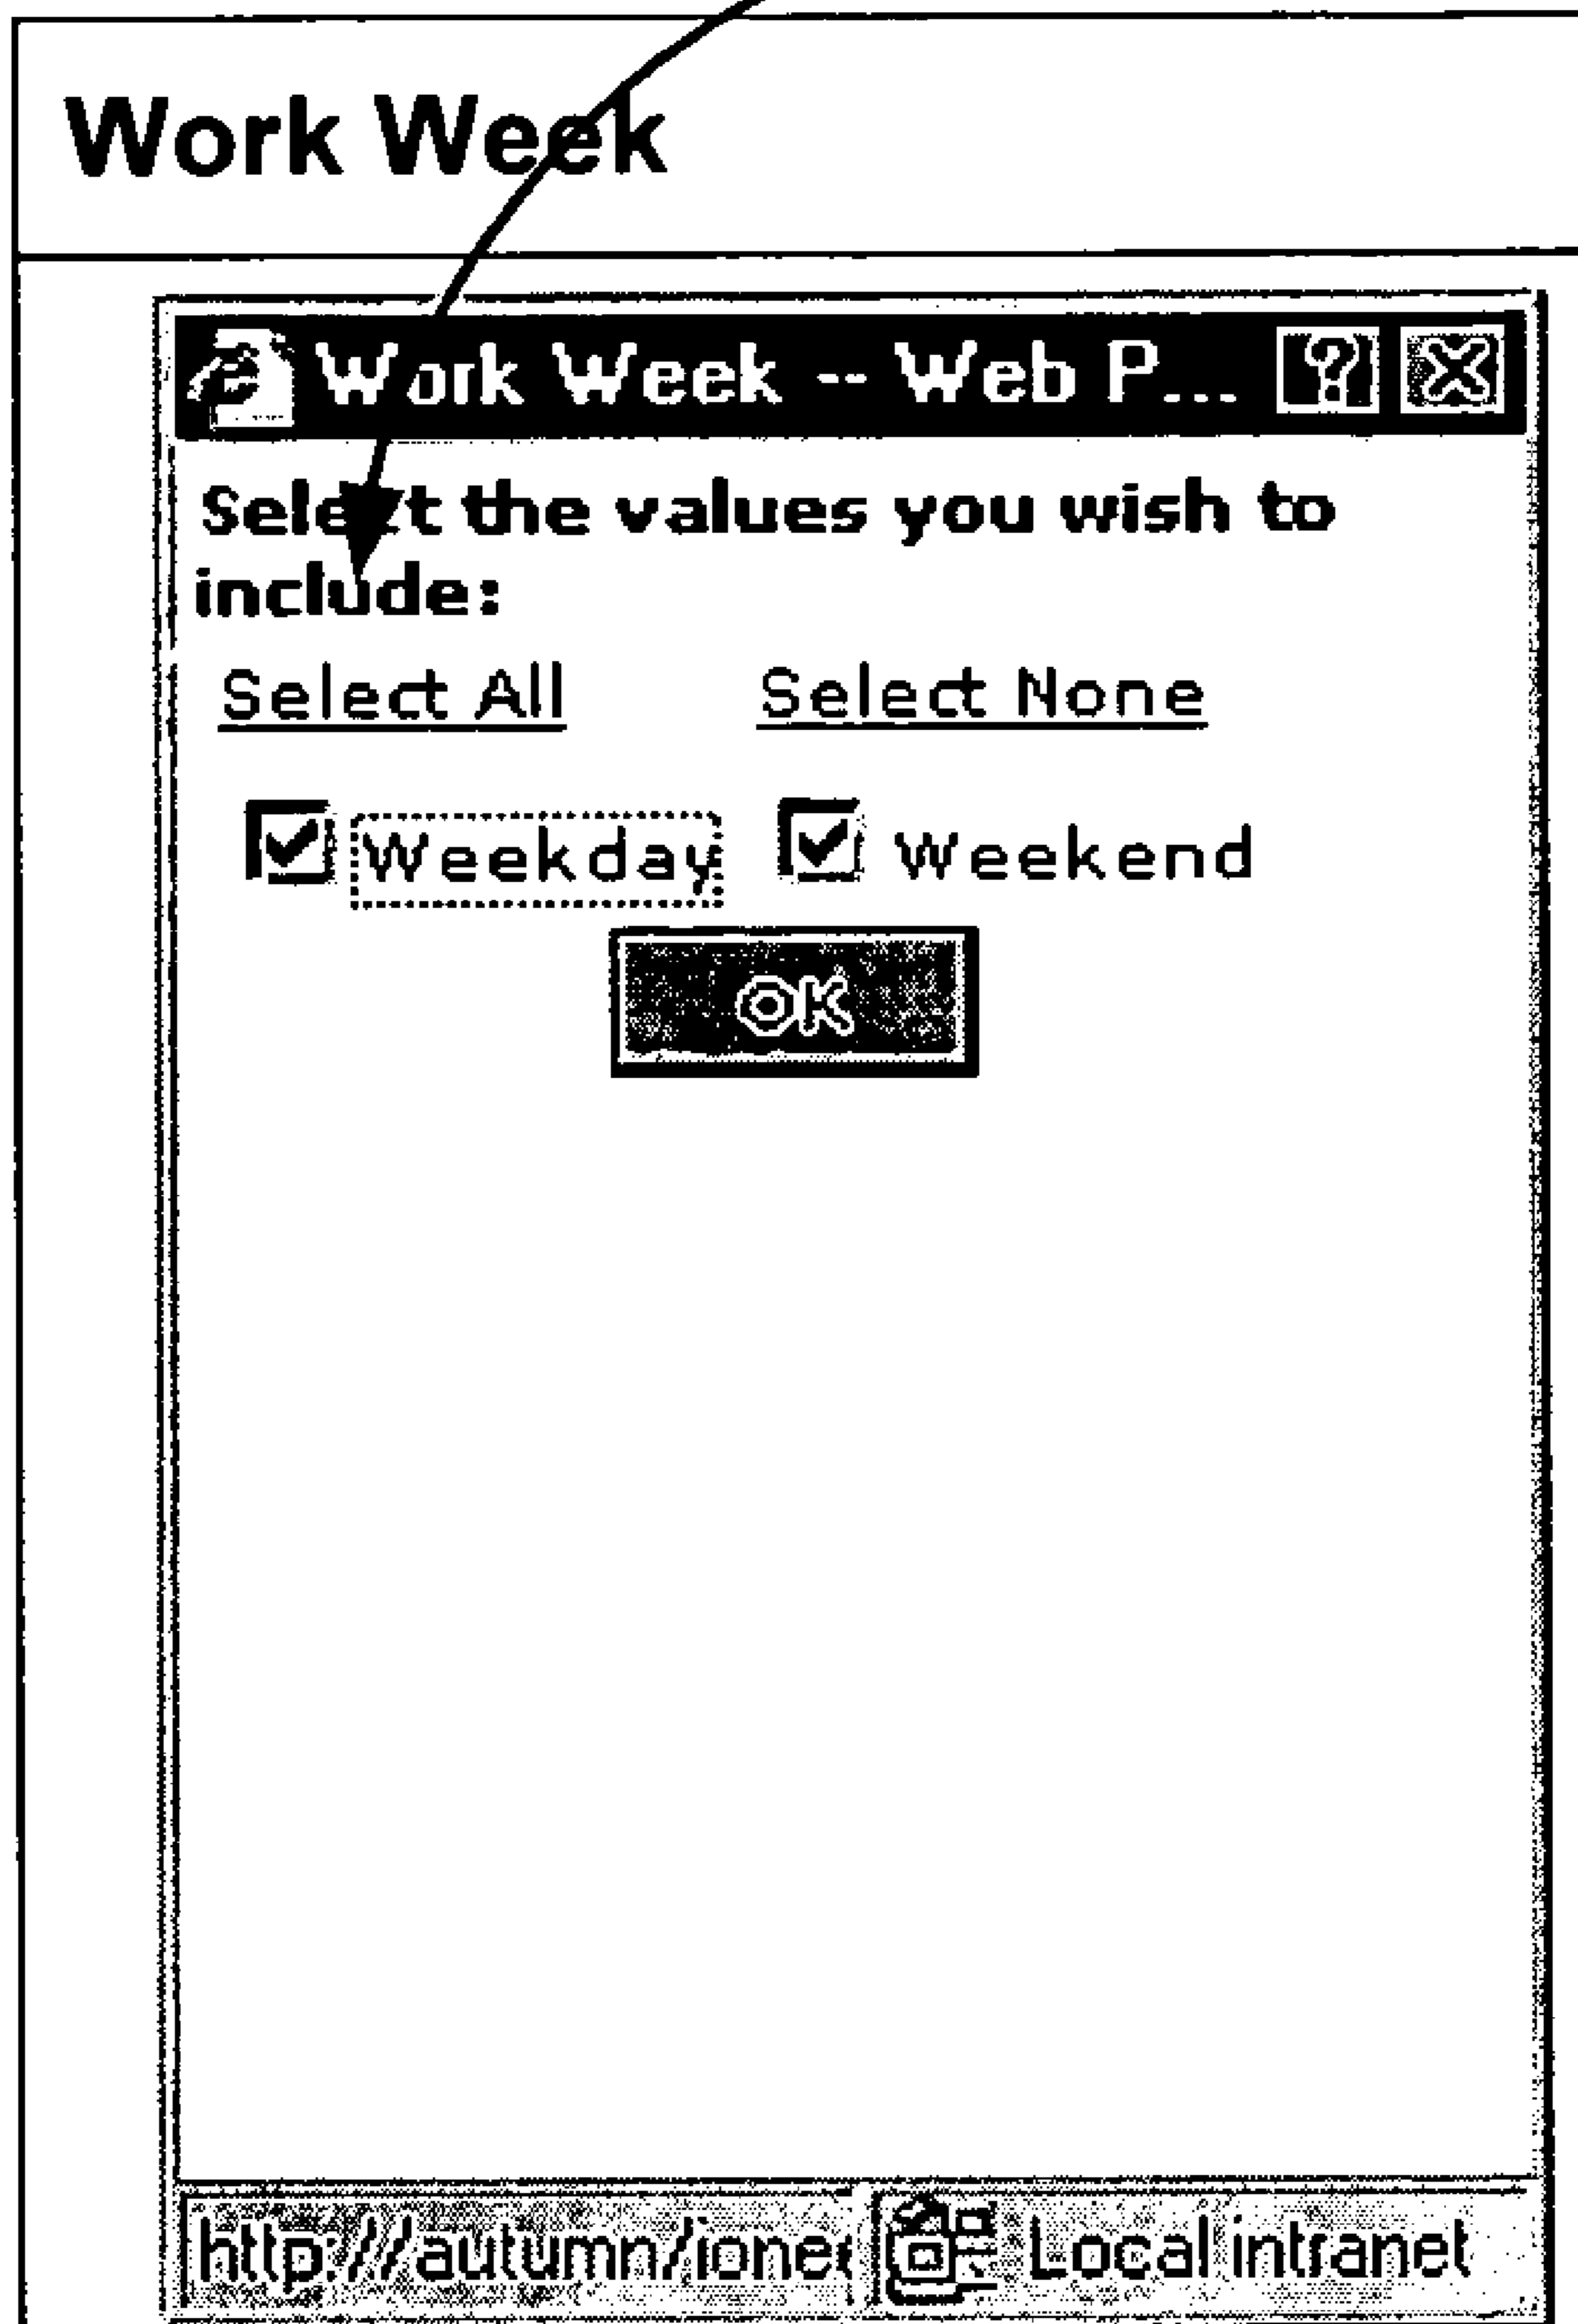 Work Week
Work Week -- Web P...
Select the values you wish to
include:
Select All Select None
Weekday Weekend
OK
http://autumn/ione Local intranet